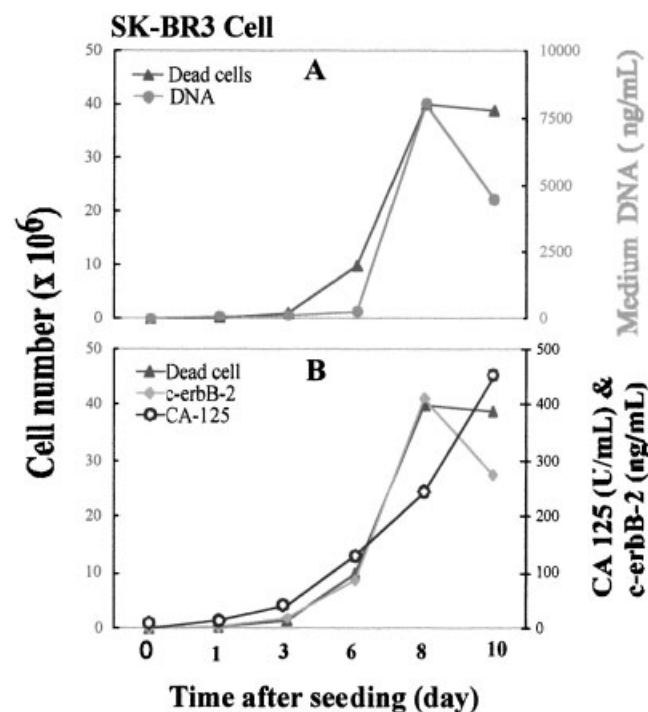 SK-BR3 Cell
A
Dead cells
DNA
50
40
30
20
10
0
10000
7500
5000
2500
0
Medium DNA ( ng/mL)
Cell number (x 10⁶)
B
Dead cell
c-erbB-2
CA-125
50
40
30
20
10
0
500
400
300
200
100
0
CA 125 (U/mL) &
c-erbB-2 (ng/mL)
0 1 3 6 8 10
Time after seeding (day)